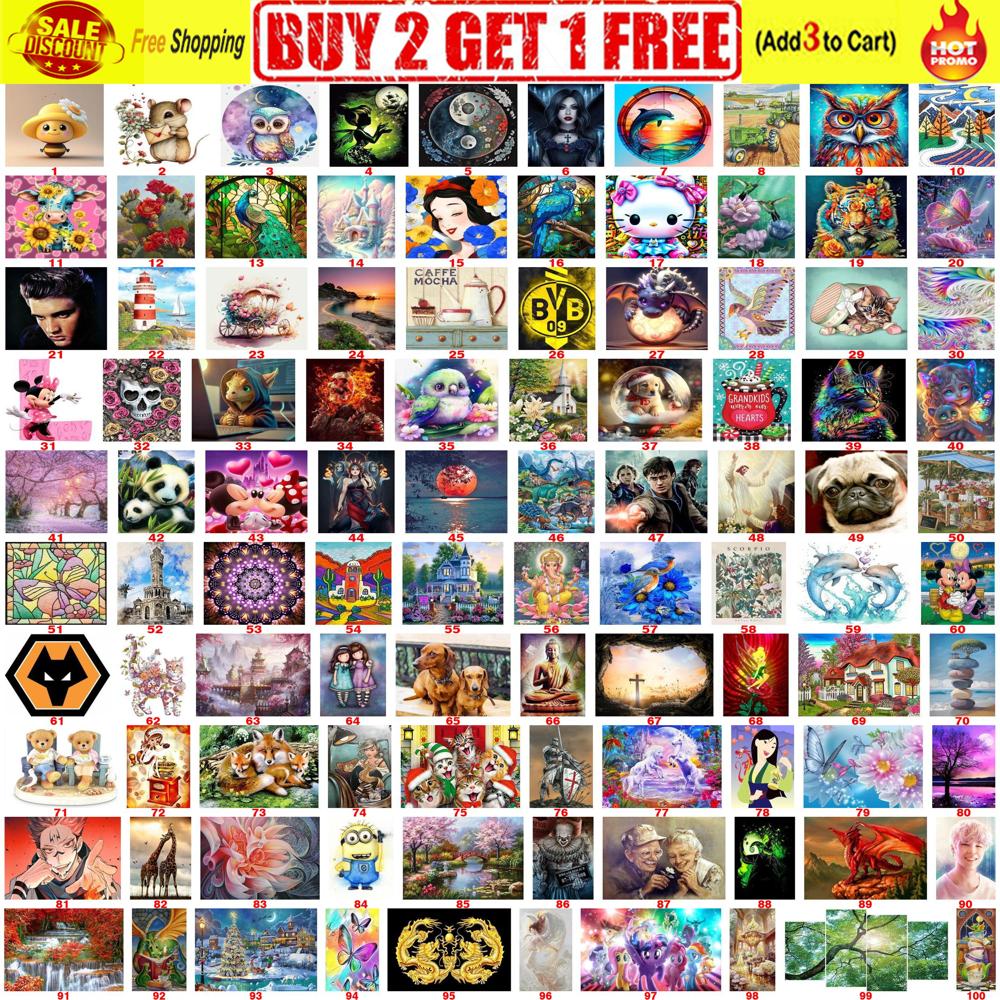 SALE
DISCOUNT
Free Shopping
BUY 2 GET 1 FREE
(Add3to Cart)
HOT
PROMO
1 2 3 4 5 6 7 8 9 10
11 12 13 14 15 16 17 18 19 20
CAFFE
MOCHA
BVB
09
21 22 23 24 25 26 27 28 29 30
GRANDKIDS
HEARTS
31 32 33 34 35 36 37 38 39 40
41 42 43 44 45 46 47 48 49 50
SCORPIO
51 52 53 54 55 56 57 58 59 60
61 62 63 64 65 66 67 68 69 70
71 72 73 74 75 76 77 78 79 80
81 82 83 84 85 86 87 88 89 90
91 92 93 94 95 96 97 98 99 100